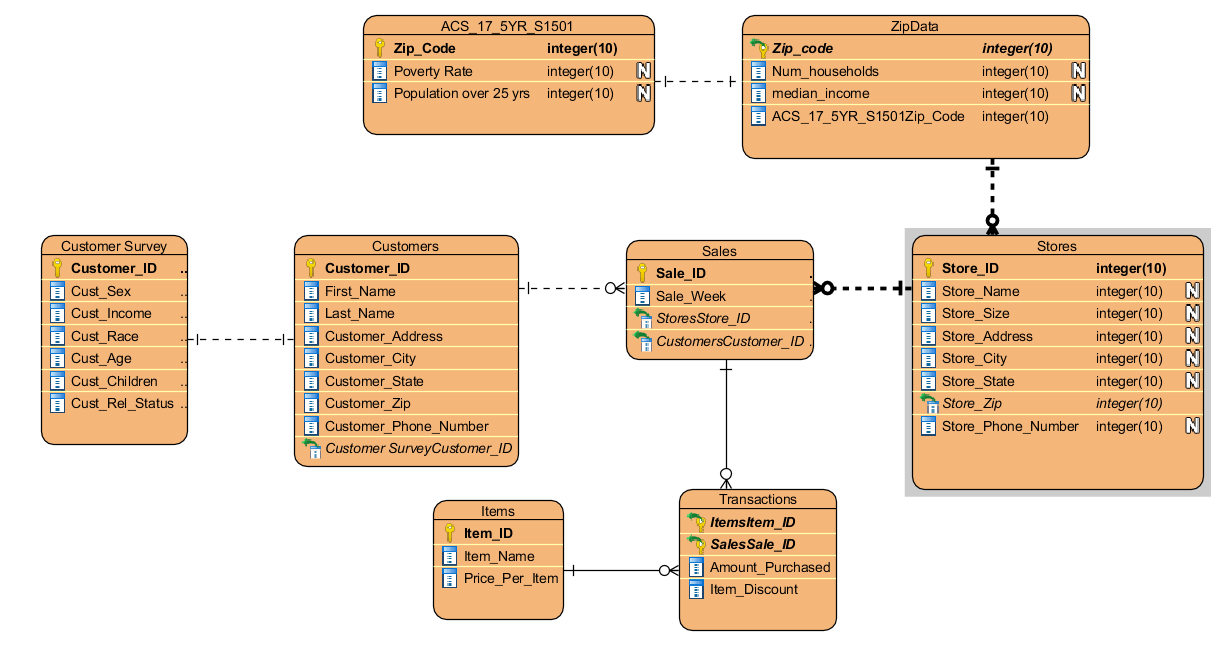 ACS_17_5YR_S1501
Zip_Code integer(10)
Poverty Rate integer(10) N
Population over 25 yrs integer(10) N
ZipData
Zip_code integer(10)
Num_households integer(10) N
median_income integer(10) N
ACS_17_5YR_S1501Zip_Code integer(10)
Customer Survey
Customer_ID ..
Cust_Sex ..
Cust_Income ..
Cust_Race ..
Cust_Age ..
Cust_Children ..
Cust_Rel_Status ..
Customers
Customer_ID
First_Name
Last_Name
Customer_Address
Customer_City
Customer_State
Customer_Zip
Customer_Phone_Number
Customer SurveyCustomer_ID
Sales
Sale_ID .
Sale_Week .
StoresStore_ID .
CustomersCustomer_ID .
Stores
Store_ID integer(10)
Store_Name integer(10) N
Store_Size integer(10) N
Store_Address integer(10) N
Store_City integer(10) N
Store_State integer(10) N
Store_Zip integer(10)
Store_Phone_Number integer(10) N
Items
Item_ID
Item_Name
Price_Per_Item
Transactions
ItemsItem_ID
SalesSale_ID
Amount_Purchased
Item_Discount